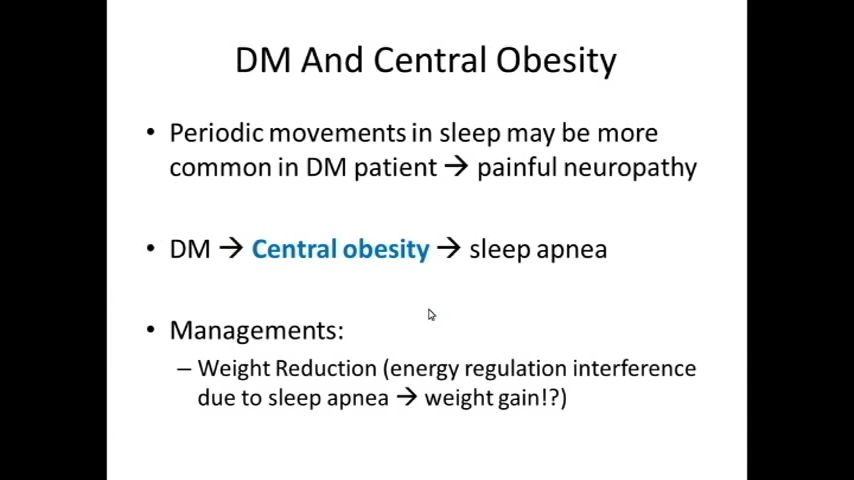 DM And Central Obesity
• Periodic movements in sleep may be more
common in DM patient → painful neuropathy
• DM → Central obesity → sleep apnea
• Managements:
– Weight Reduction (energy regulation interference
due to sleep apnea → weight gain!?)